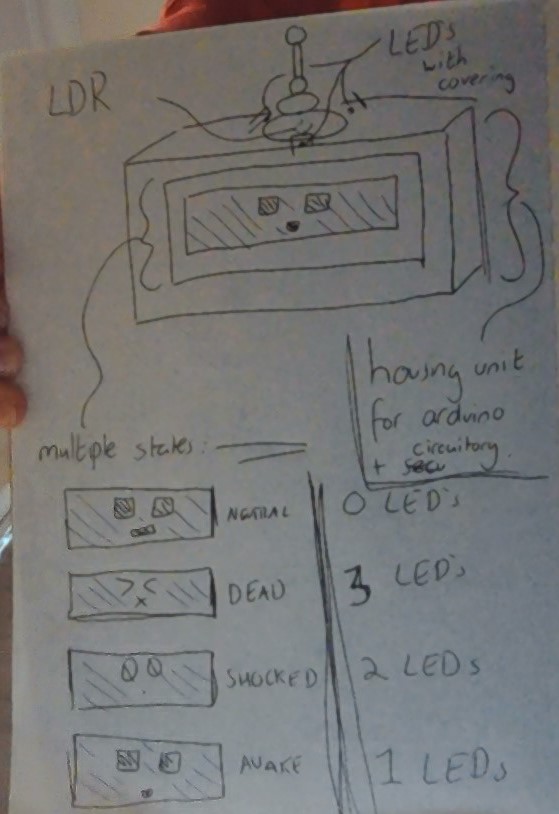 LDR
LED's
with
covering
housing unit
for arduino
circuitory.
+
multiple states:
NEUTRAL
0 LED's
DEAD
3 LED's
SHOCKED
2 LEDs
AWAKE
1 LEDs